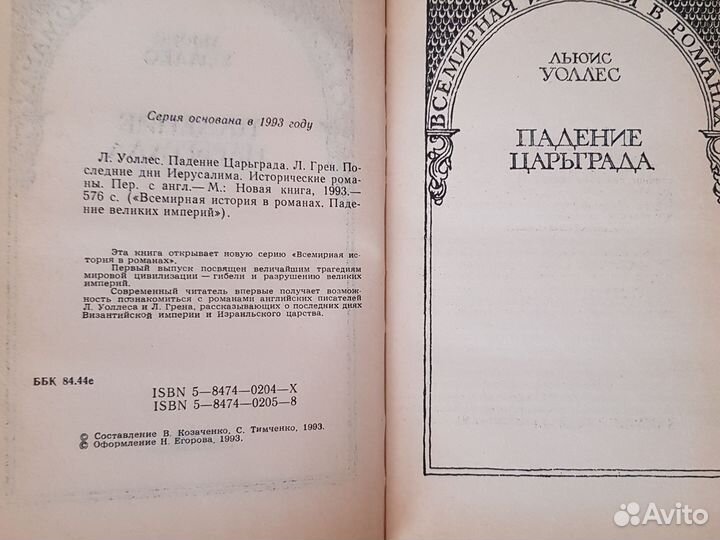 Серия основана в 1993 году
Л. Уоллес. Падение Царьграда. Л. Грен. По-
следние дни Иерусалима. Исторические рома-
ны. Пер. с англ.— М.: Новая книга, 1993.—
576 с. («Всемирная история в романах. Паде-
ние великих империй»).
Эта книга открывает новую серию «Всемирная ис-
тория в романах».
Первый выпуск посвящен величайшим трагедиям
мировой цивилизации — гибели и разрушению великих
империй.
Современный читатель впервые получает возмож-
ность познакомиться с романами английских писателей
Л. Уоллеса и Л. Грена, рассказывающих о последних днях
Византийской империи и Израильского царства.
ББК 84.44е
ISBN 5—8474—0204—X
ISBN 5—8474—0205—8
© Составление В. Козаченко, С. Тимченко, 1993.
© Оформление Н. Егорова, 1993.
ВСЕМИРНАЯ В РОМАНАХ
ЛЬЮИС
УОЛЛЕС
ПАДЕНИЕ
ЦАРЬГРАДА
Avito